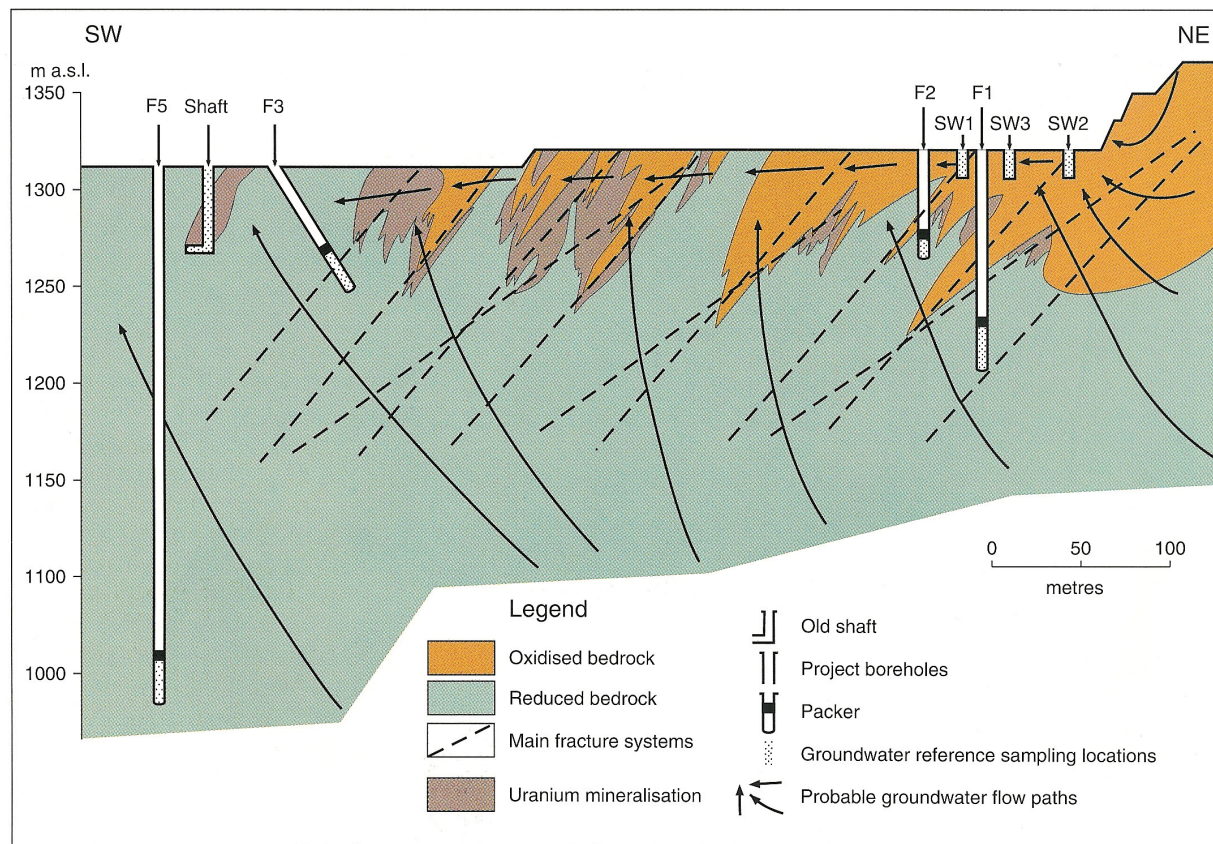 SW
NE
m a.s.l.
1350
1300
1250
1200
1150
1100
1000
F5
Shaft
F3
F2
SW1
F1
SW3
SW2
0
50
100
metres
Legend
Oxidised bedrock
Reduced bedrock
Main fracture systems
Uranium mineralisation
Old shaft
Project boreholes
Packer
Groundwater reference sampling locations
Probable groundwater flow paths